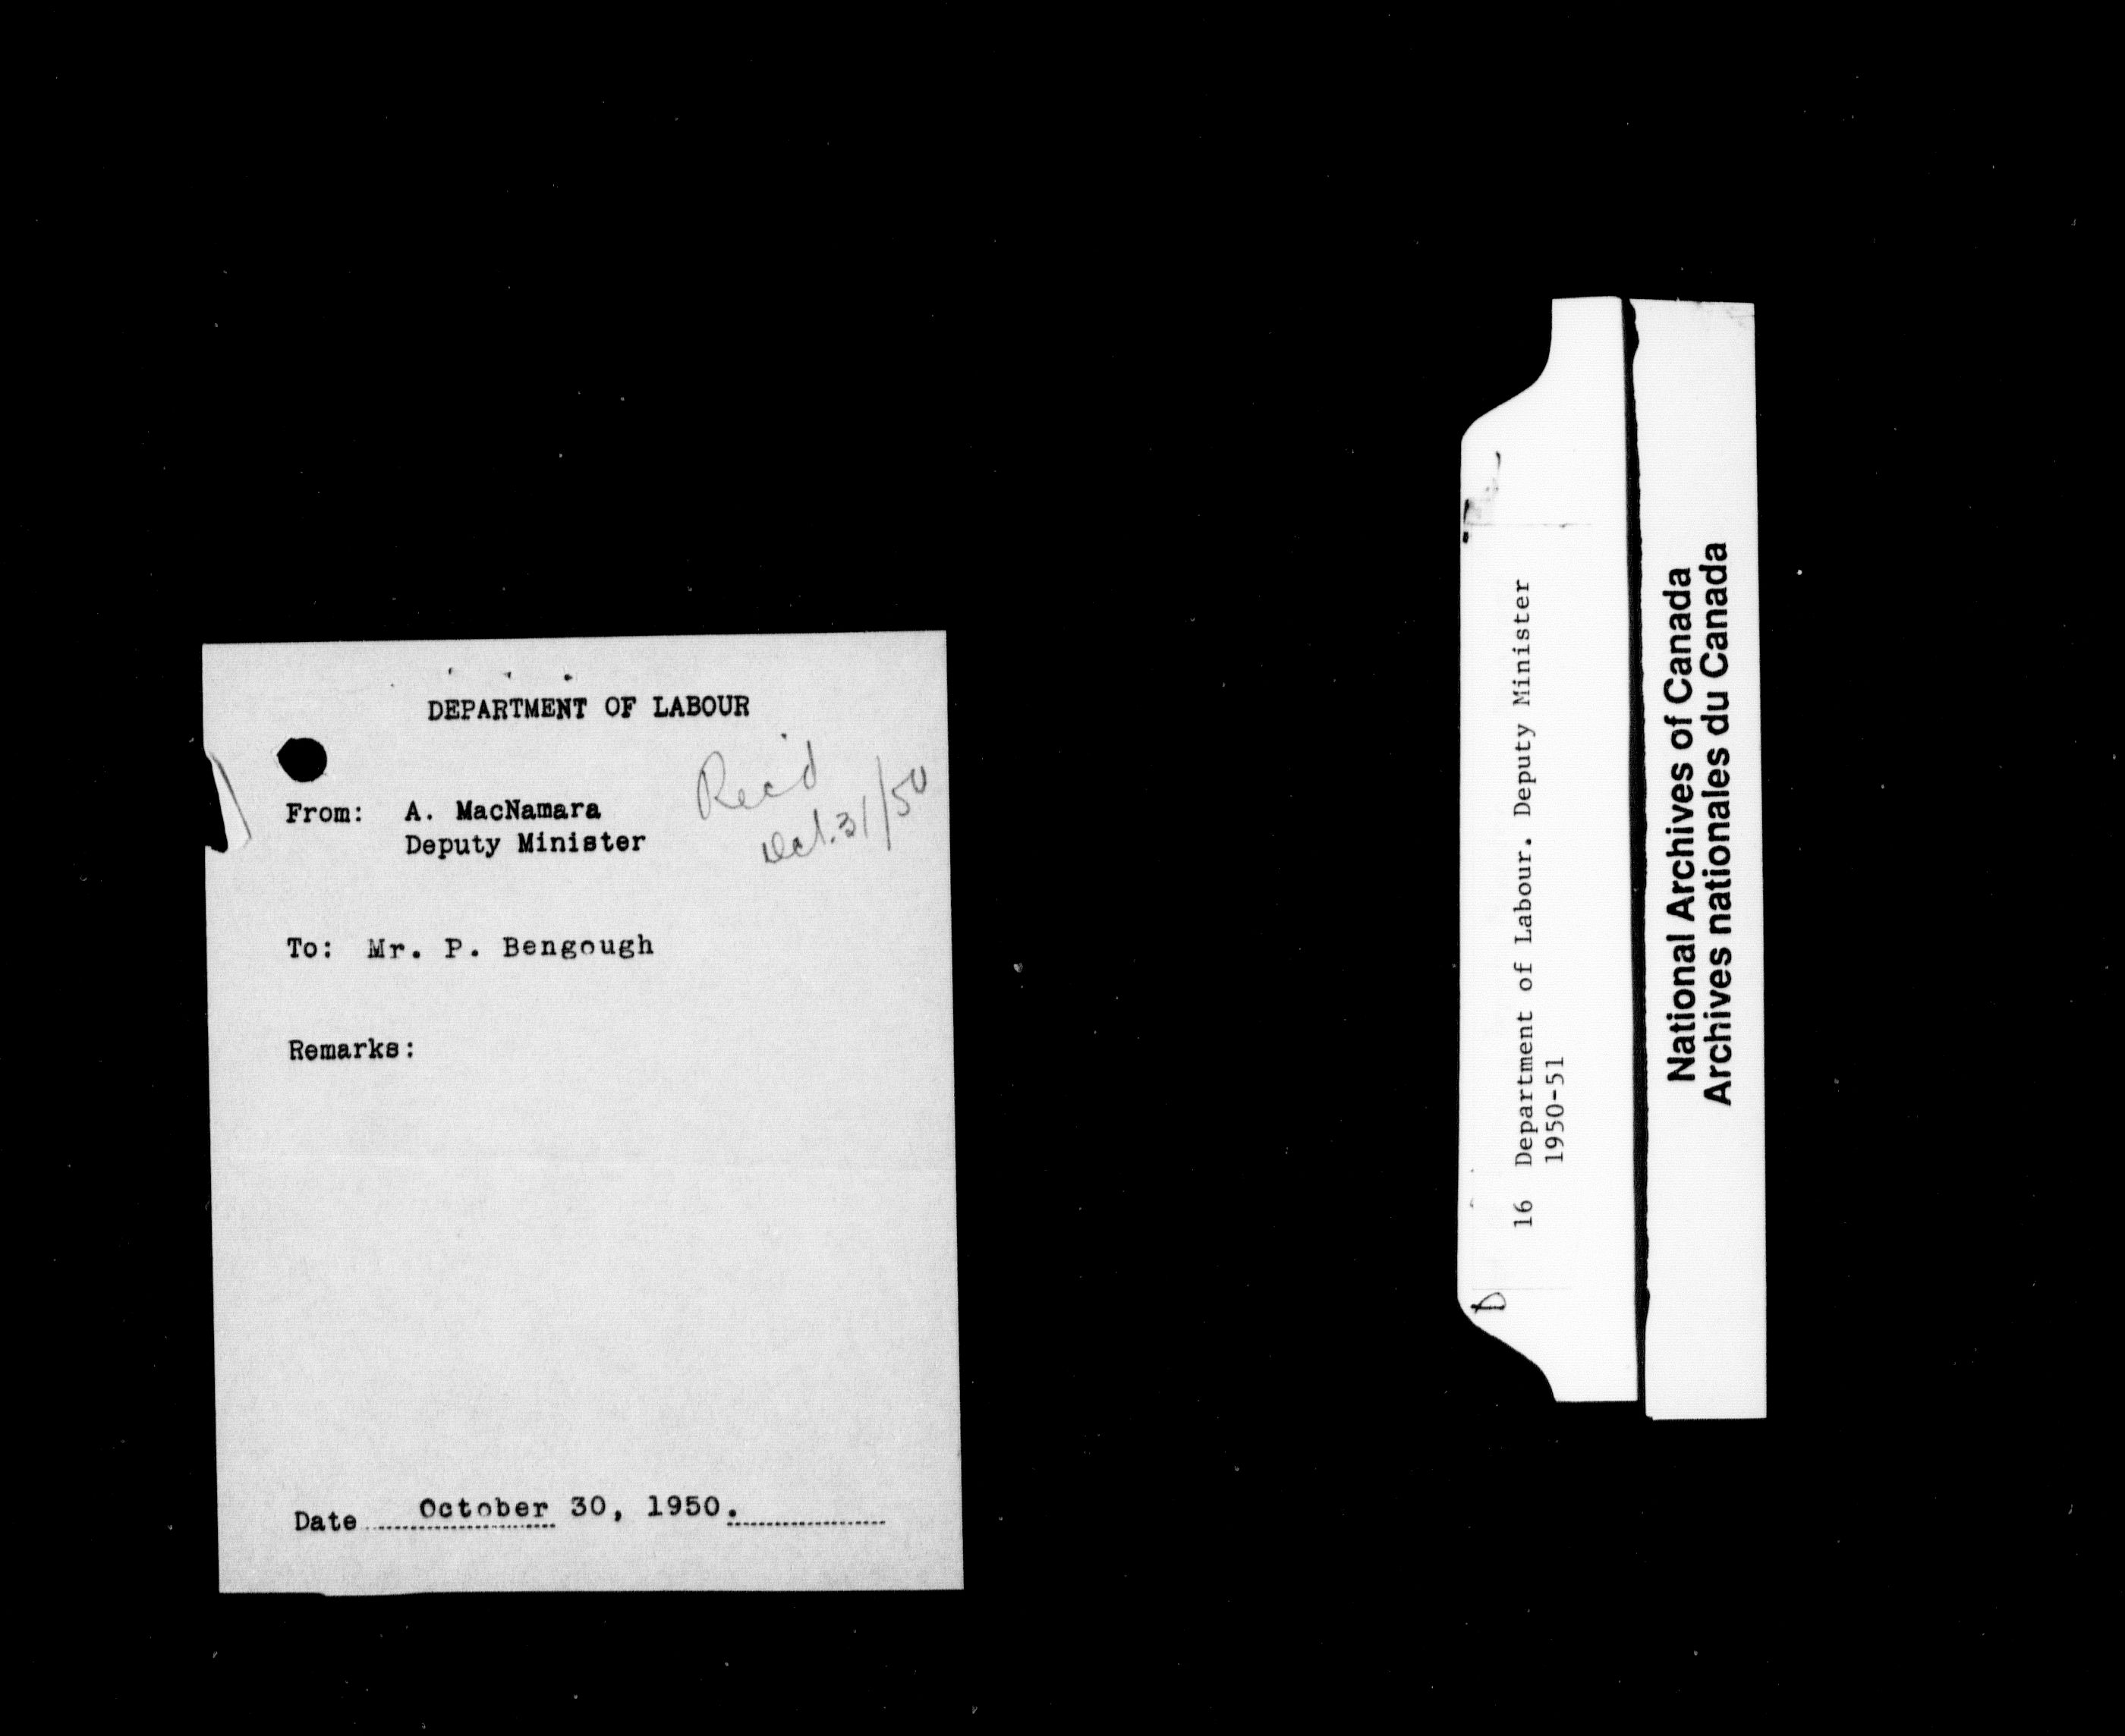 DEPARTMENT OF LABOUR
Rec'd
Oct. 31/50
From: A. MacNamara
Deputy Minister
To: Mr. P. Bengough
Remarks:
Date October 30, 1950.
16 Department of Labour. Deputy Minister
1950-51
National Archives of Canada
Archives nationales du Canada